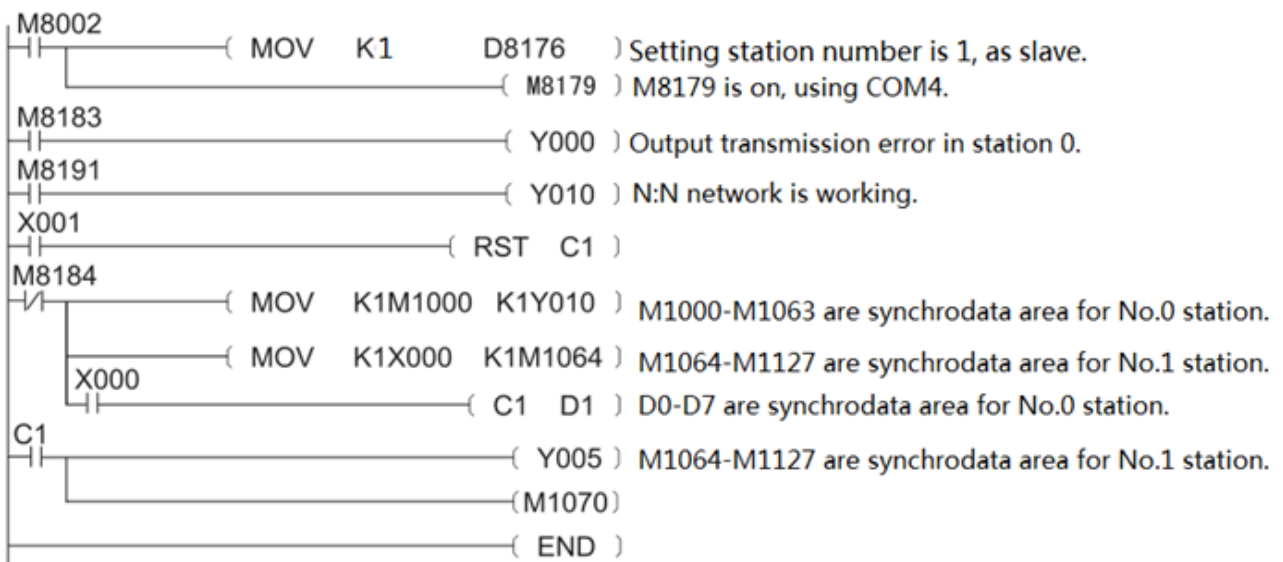 M8002
( MOV K1 D8176 ) Setting station number is 1, as slave.
( M8179 ) M8179 is on, using COM4.
M8183
( Y000 ) Output transmission error in station 0.
M8191
( Y010 ) N:N network is working.
X001
( RST C1 )
M8184
( MOV K1M1000 K1Y010 ) M1000-M1063 are synchrodata area for No.0 station.
( MOV K1X000 K1M1064 ) M1064-M1127 are synchrodata area for No.1 station.
X000
( C1 D1 ) D0-D7 are synchrodata area for No.0 station.
C1
( Y005 ) M1064-M1127 are synchrodata area for No.1 station.
(M1070)
( END )